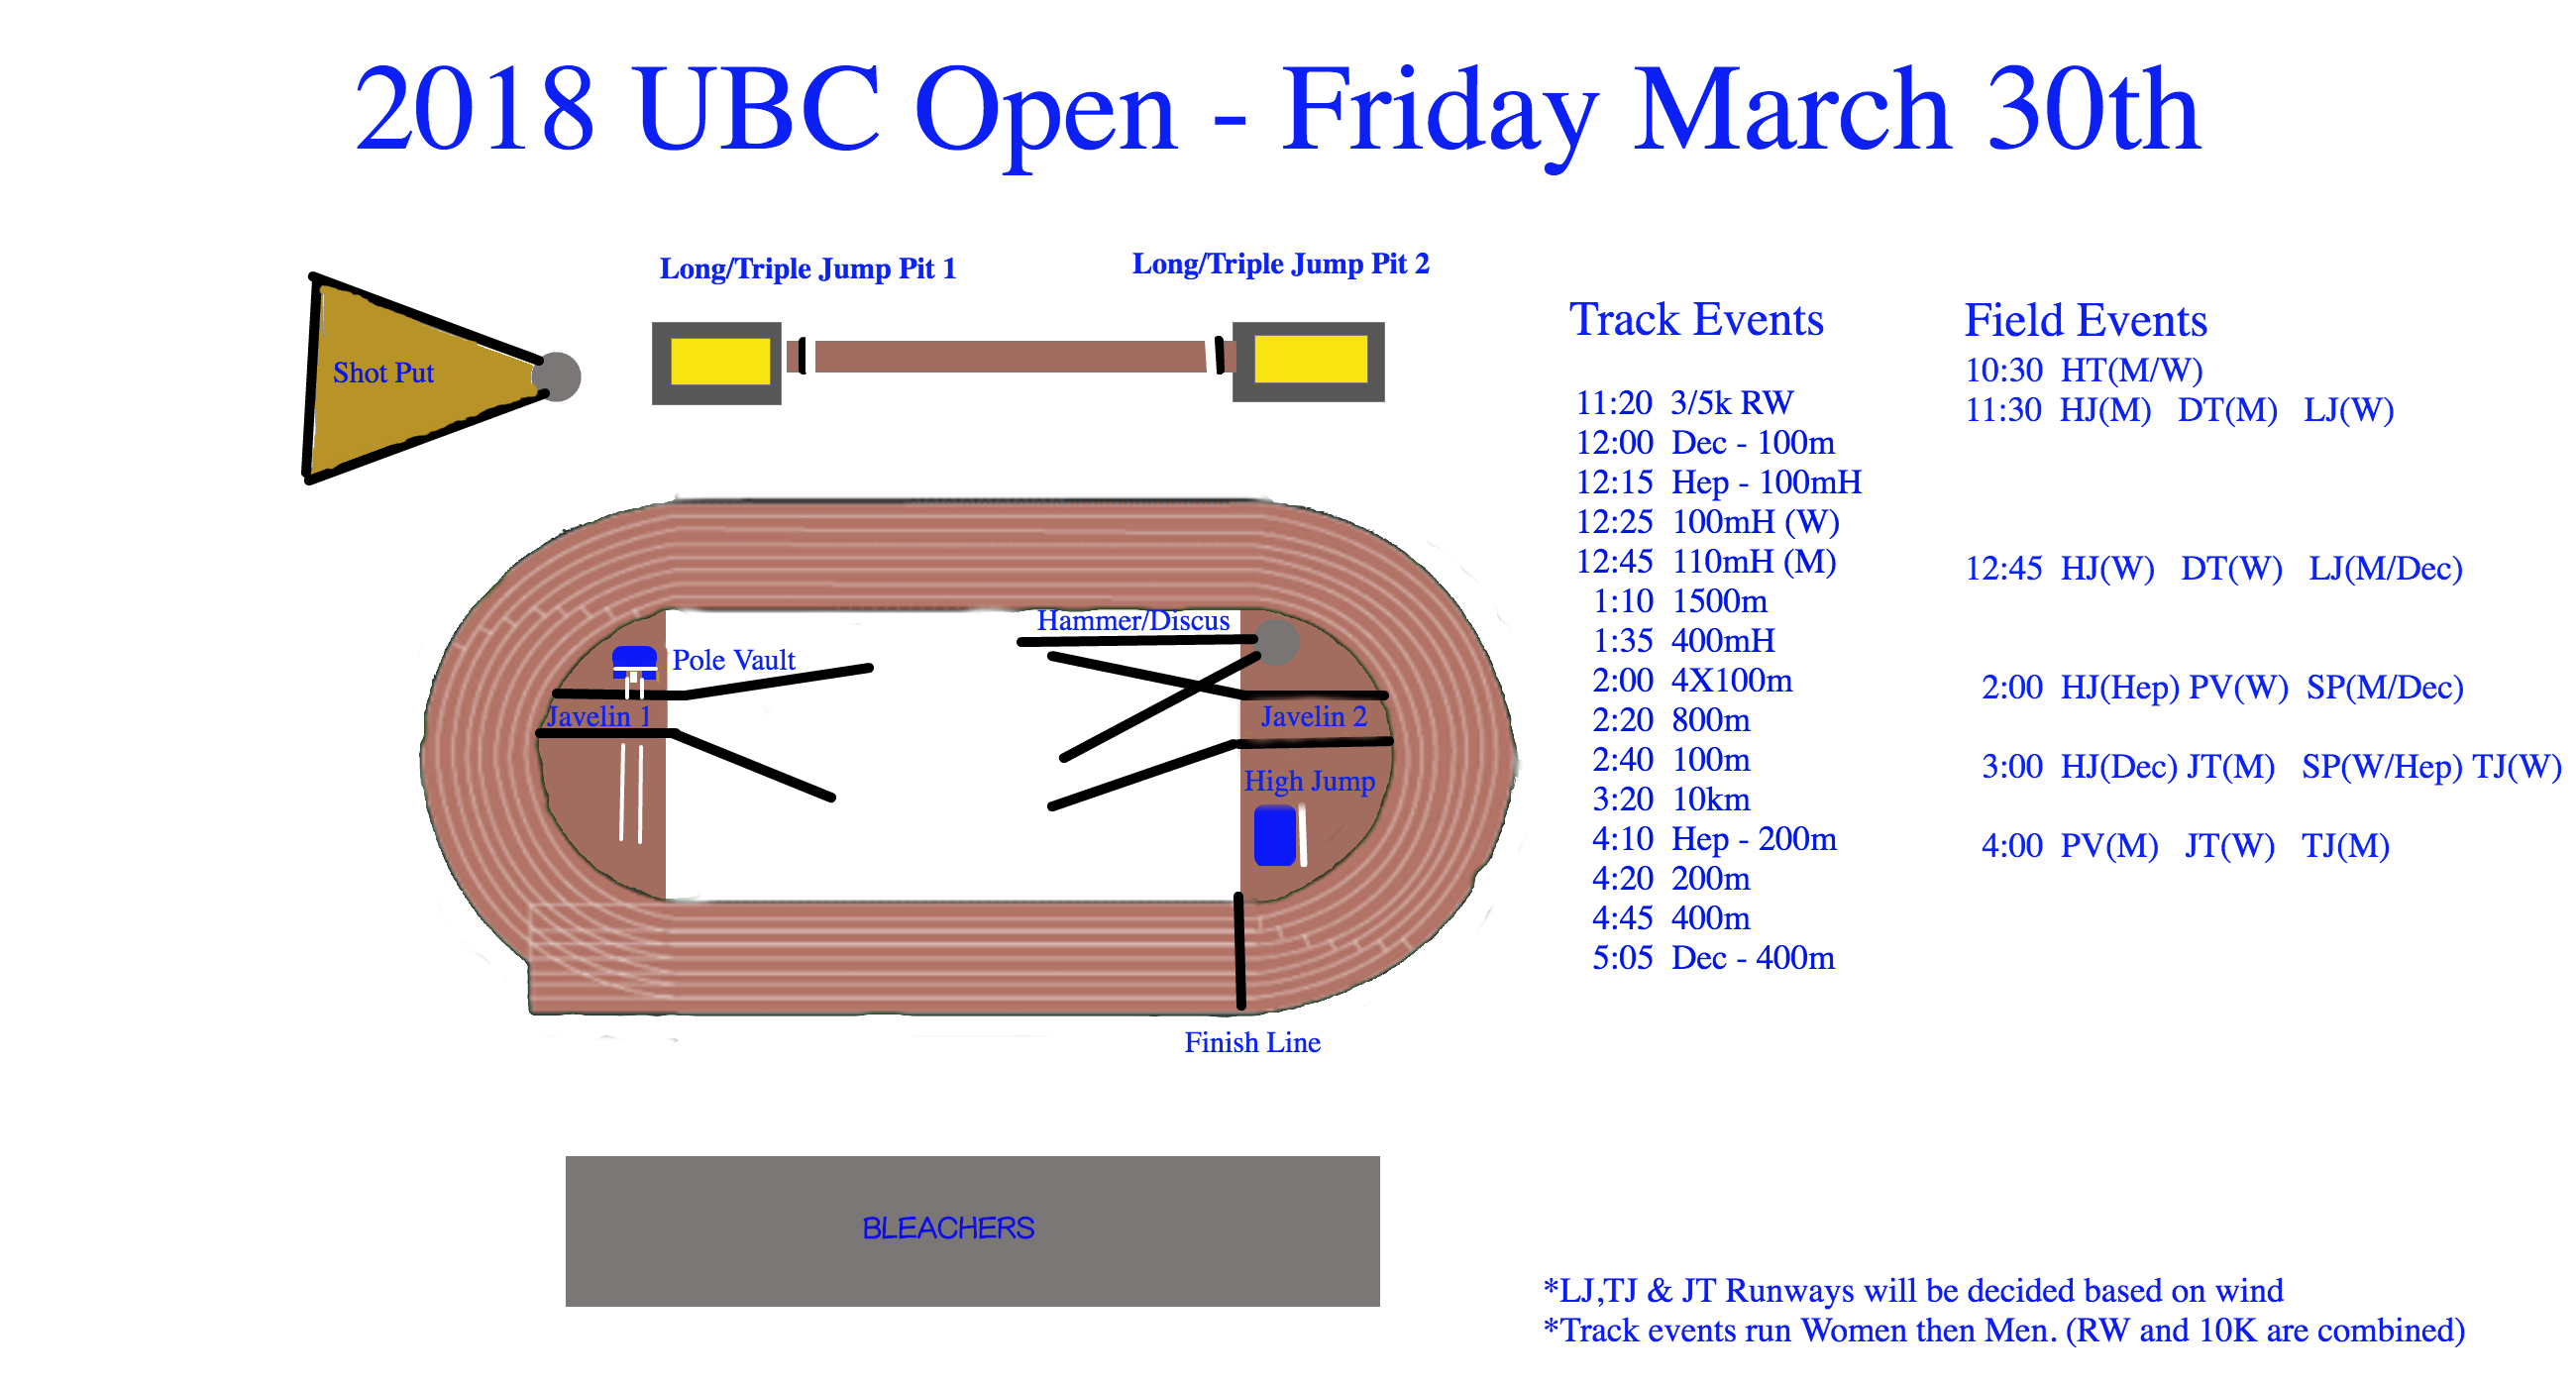 2018 UBC Open - Friday March 30th
Long/Triple Jump Pit 1
Long/Triple Jump Pit 2
Shot Put
Hammer/Discus
Pole Vault
Javelin 1
Javelin 2
High Jump
Finish Line
BLEACHERS
Track Events
11:20 3/5k RW
12:00 Dec - 100m
12:15 Hep - 100mH
12:25 100mH (W)
12:45 110mH (M)
1:10 1500m
1:35 400mH
2:00 4X100m
2:20 800m
2:40 100m
3:20 10km
4:10 Hep - 200m
4:20 200m
4:45 400m
5:05 Dec - 400m
Field Events
10:30 HT(M/W)
11:30 HJ(M) DT(M) LJ(W)
12:45 HJ(W) DT(W) LJ(M/Dec)
2:00 HJ(Hep) PV(W) SP(M/Dec)
3:00 HJ(Dec) JT(M) SP(W/Hep) TJ(W)
4:00 PV(M) JT(W) TJ(M)
*LJ,TJ & JT Runways will be decided based on wind
*Track events run Women then Men. (RW and 10K are combined)